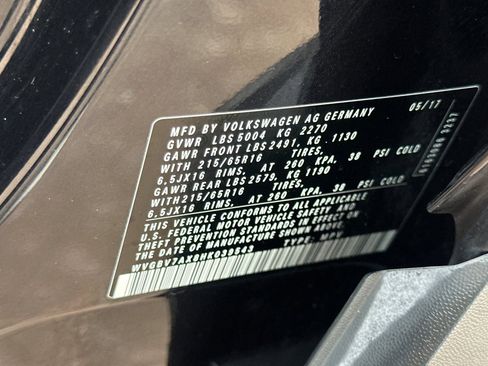 MFD BY VOLKSWAGEN AG GERMANY 05/17
GVWR LBS 5004 KG 2270
GAWR FRONT LBS 2491, KG 1130
WITH 215/65R16 TIRES,
6.5JX16 RIMS, AT 260 KPA, 38 PSI COLD
GAWR REAR LBS 2579, KG 1190
WITH 215/65R16 TIRES,
6.5JX16 RIMS, AT 260 KPA, 38 PSI COLD
THIS VEHICLE CONFORMS TO ALL APPLICABLE
U.S. FEDERAL MOTOR VEHICLE SAFETY AND
THEFT PREVENTION STANDARDS IN EFFECT ON
THE DATE OF MANUFACTURE SHOWN ABOVE.
TYPE: